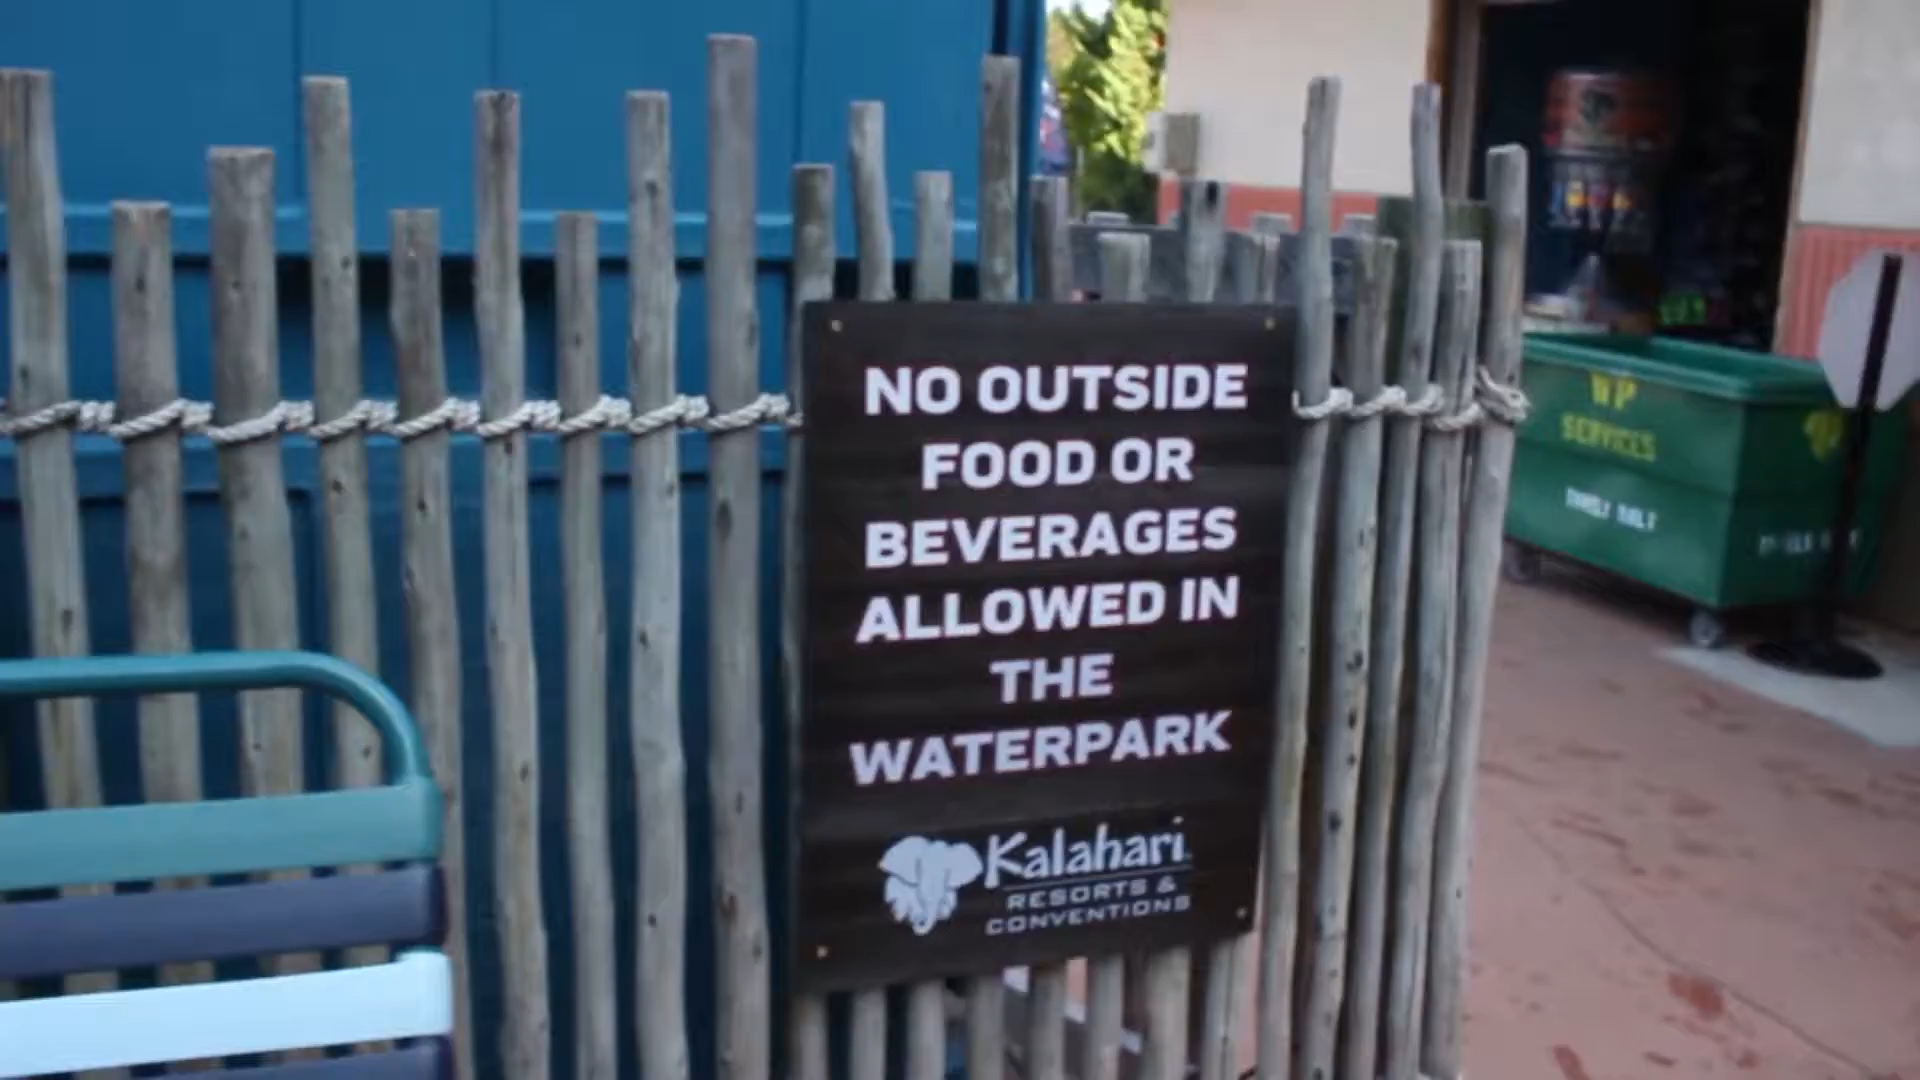 NO OUTSIDE
FOOD OR
BEVERAGES
ALLOWED IN
THE
WATERPARK
Kalahari
RESORTS &
CONVENTIONS
WP
SERVICES